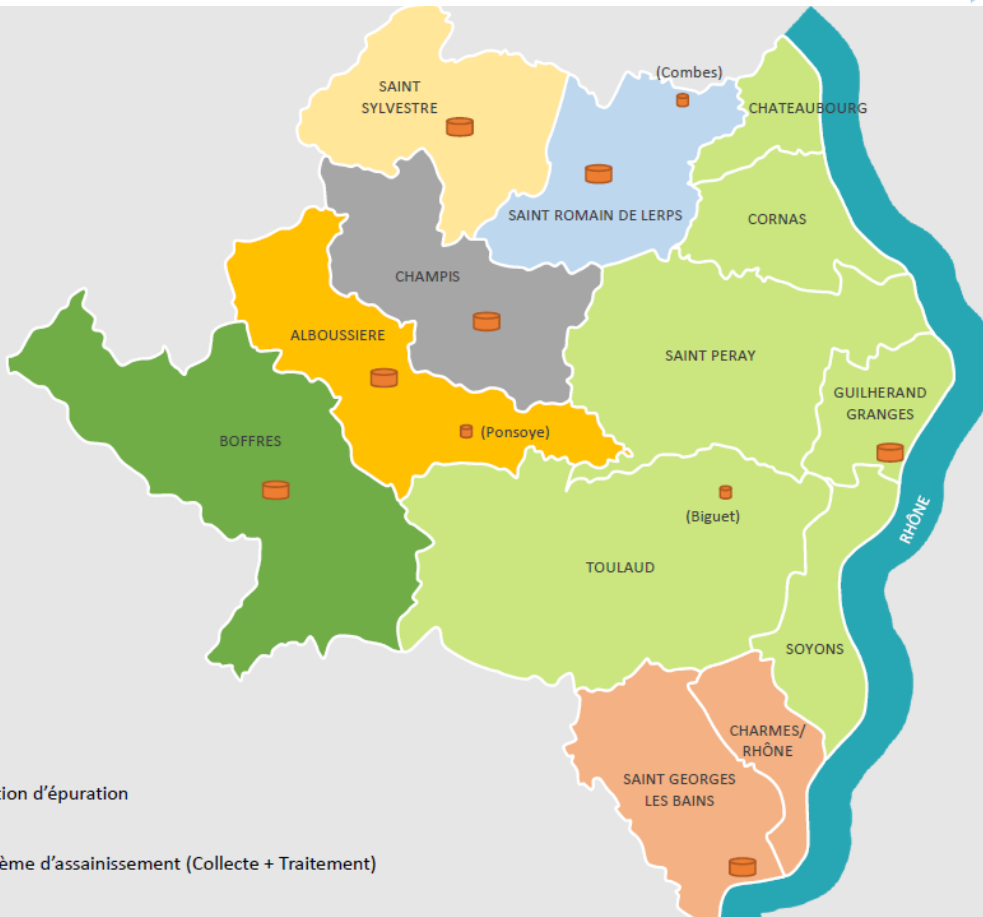 SAINT
SYLVESTRE
(Combes)
CHATEAUBOURG
SAINT ROMAIN DE LERPS
CORNAS
CHAMPIS
ALBOUSSIERE
SAINT PERAY
GUILHERAND
GRANGES
BOFFRES
(Ponsoye)
(Biguet)
RHÔNE
TOULAUD
SOYONS
CHARMES/
RHÔNE
SAINT GEORGES
LES BAINS
tion d'épuration
ème d'assainissement (Collecte + Traitement)